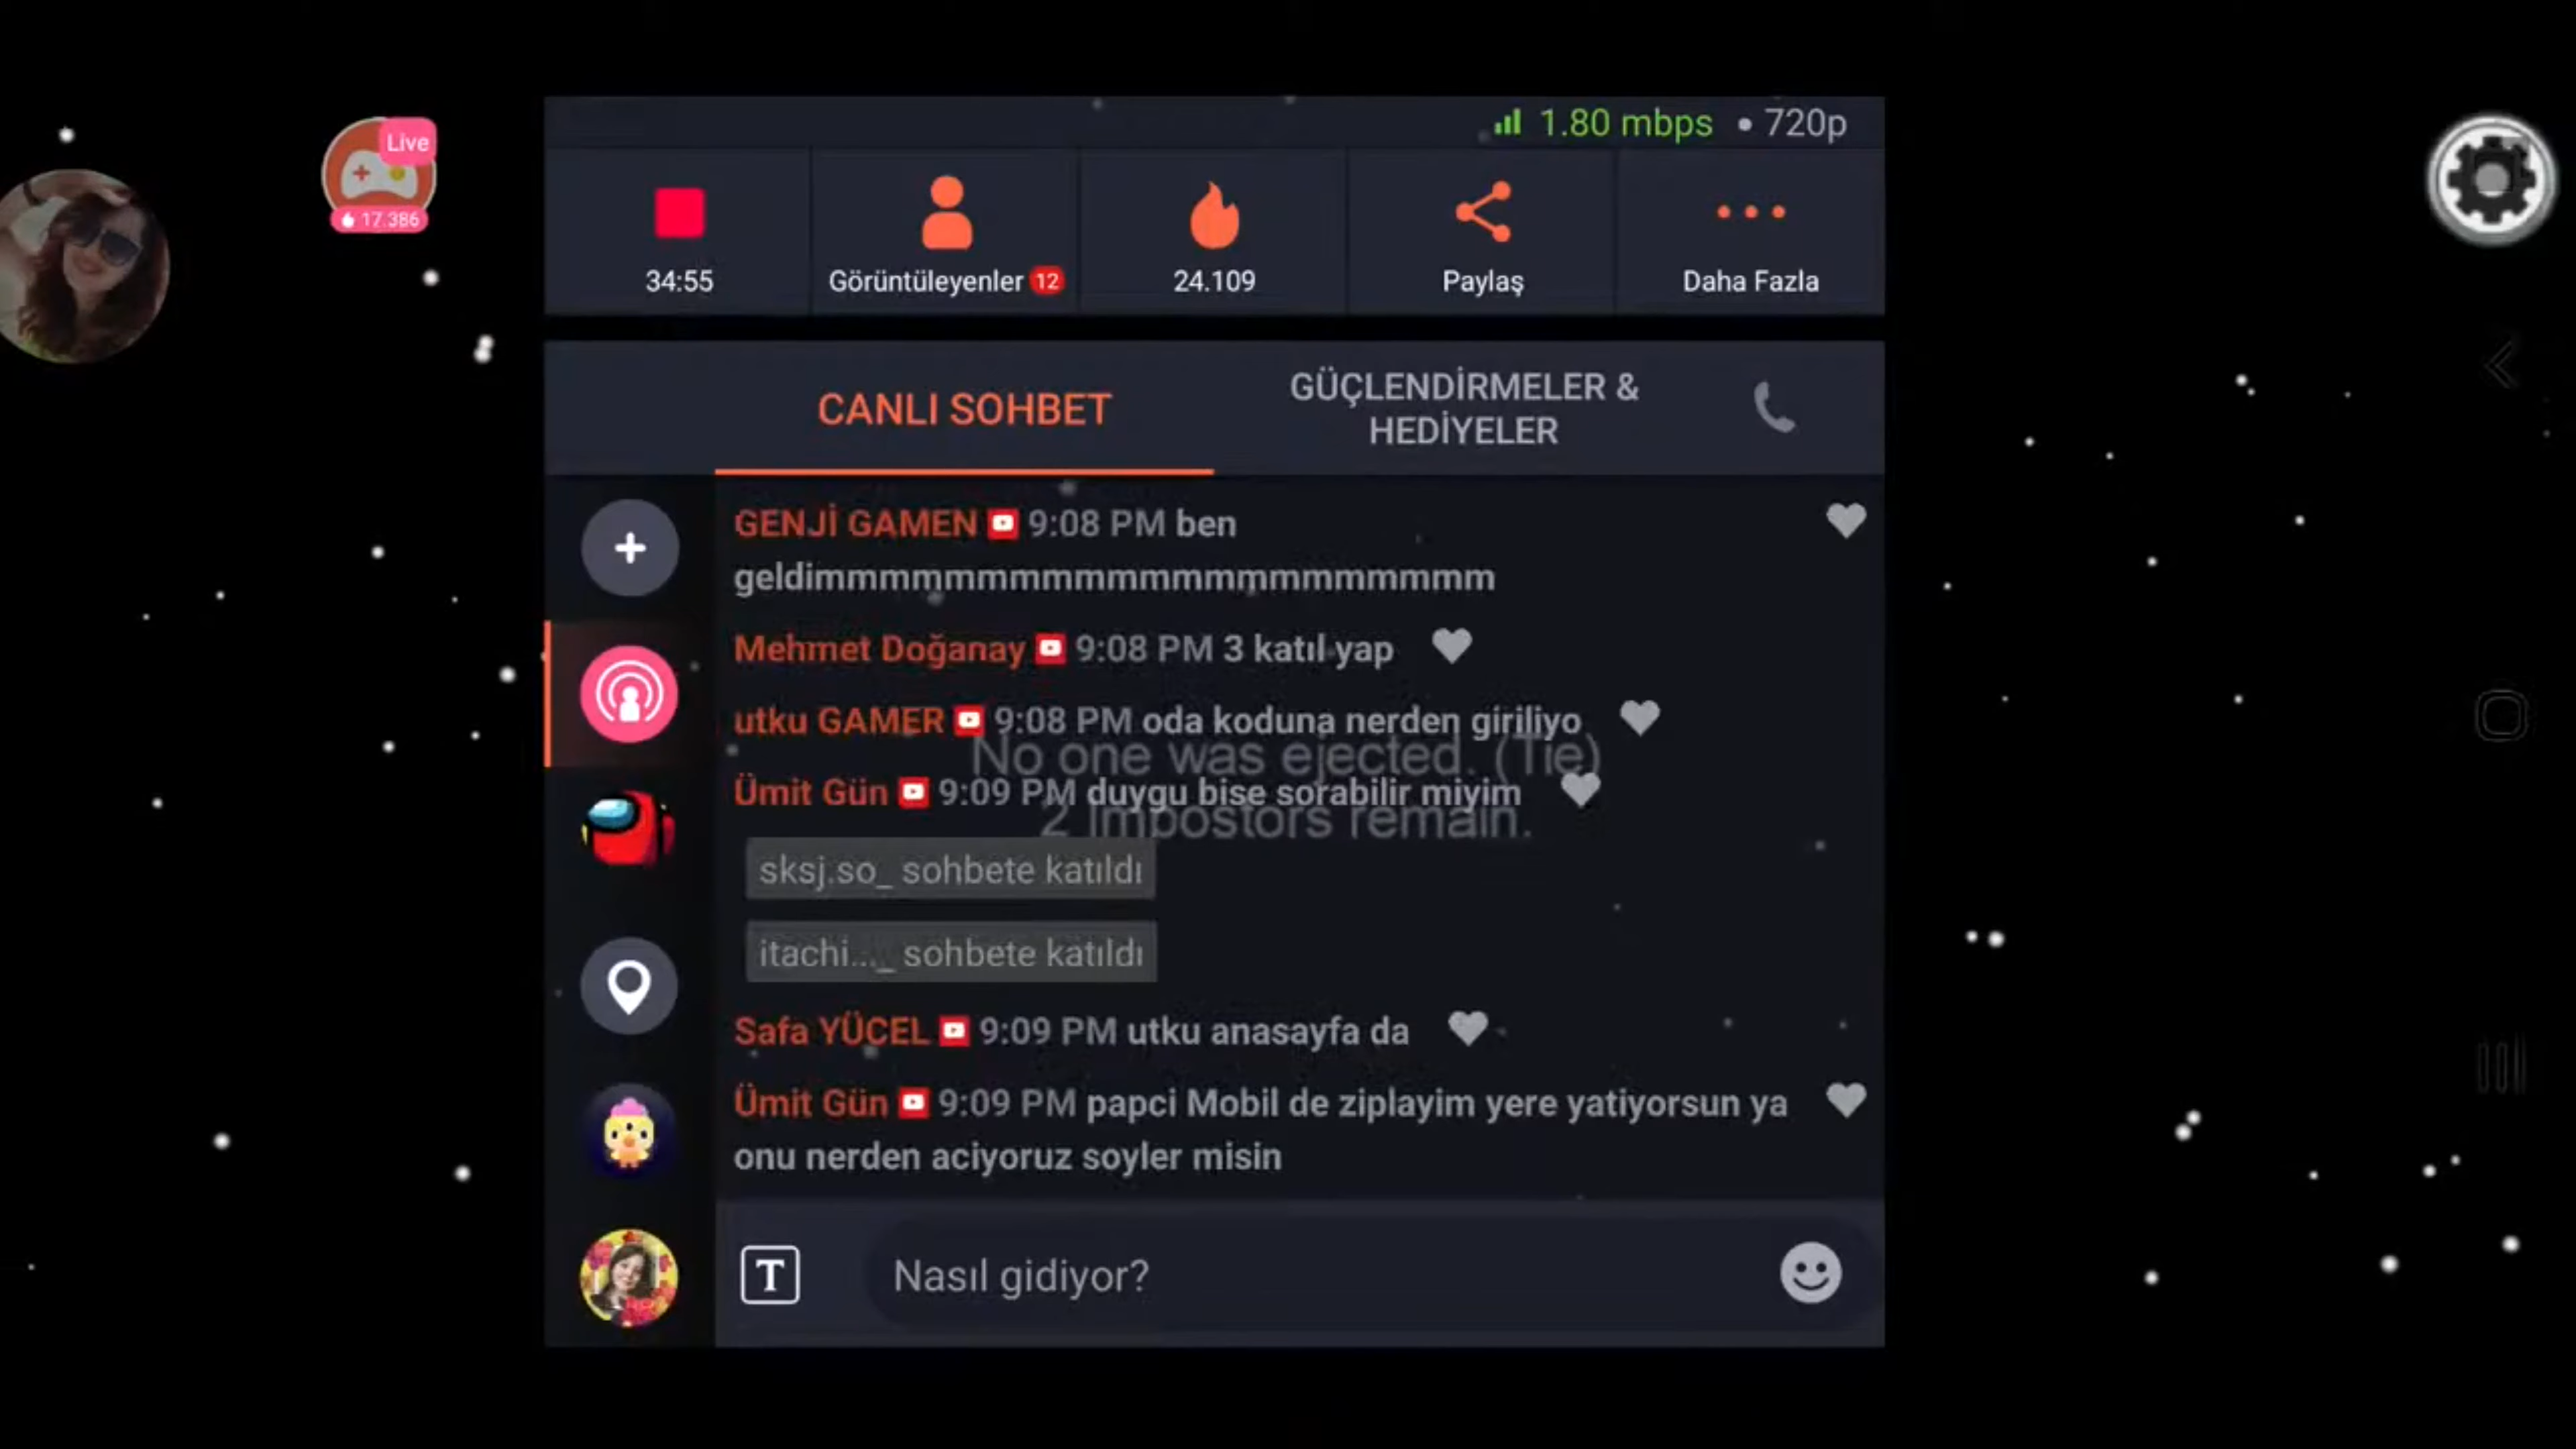 1.80 mbps • 720p
Live
17.386
34:55
Görüntüleyenler 12
24.109
Paylaş
Daha Fazla
CANLI SOHBET
GÜÇLENDİRMELER &
HEDİYELER
GENJİ GAMEN 9:08 PM ben
geldimmmmmmmmmmmmmmmmmmmmm
Mehmet Doğanay 9:08 PM 3 katıl yap
utku GAMER 9:08 PM oda koduna nerden giriliyo
No one was ejected. (Tie)
Ümit Gün 9:09 PM duygu bise sorabilir miyim
2 Impostors remain.
sksj.so_ sohbete katıldı
itachi..._ sohbete katıldı
Safa YÜCEL 9:09 PM utku anasayfa da
Ümit Gün 9:09 PM papci Mobil de ziplayim yere yatiyorsun ya
onu nerden aciyoruz soyler misin
T
Nasıl gidiyor?